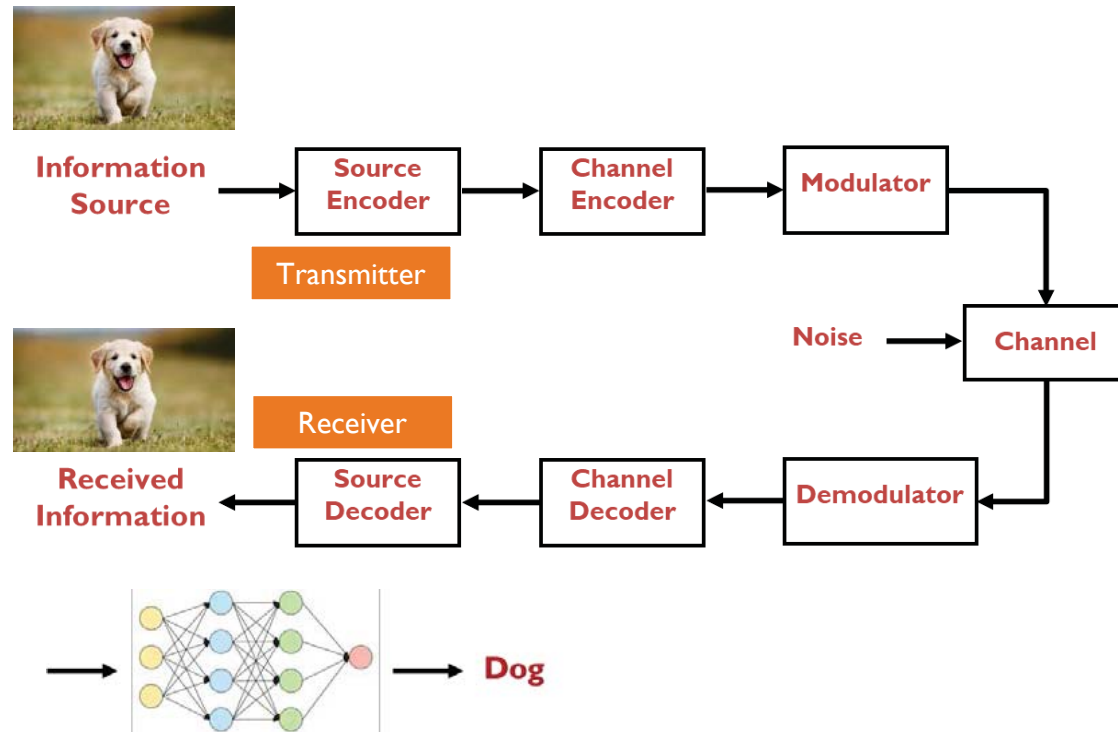 Information
Source
Source
Encoder
Channel
Encoder
Modulator
Transmitter
Noise
Channel
Receiver
Received
Information
Source
Decoder
Channel
Decoder
Demodulator
Dog